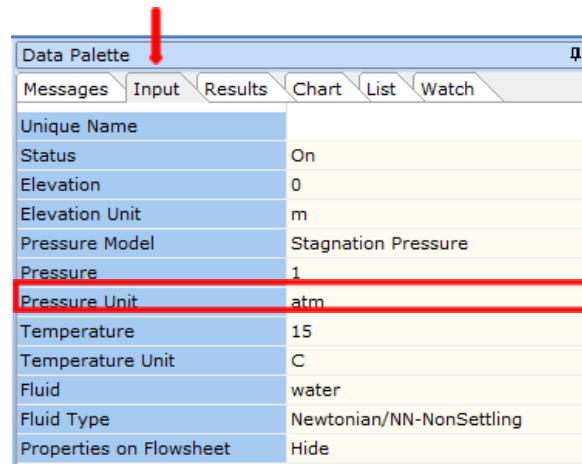 Data Palette
Messages Input Results Chart List Watch
Unique Name
Status On
Elevation 0
Elevation Unit m
Pressure Model Stagnation Pressure
Pressure 1
Pressure Unit atm
Temperature 15
Temperature Unit C
Fluid water
Fluid Type Newtonian/NN-NonSettling
Properties on Flowsheet Hide